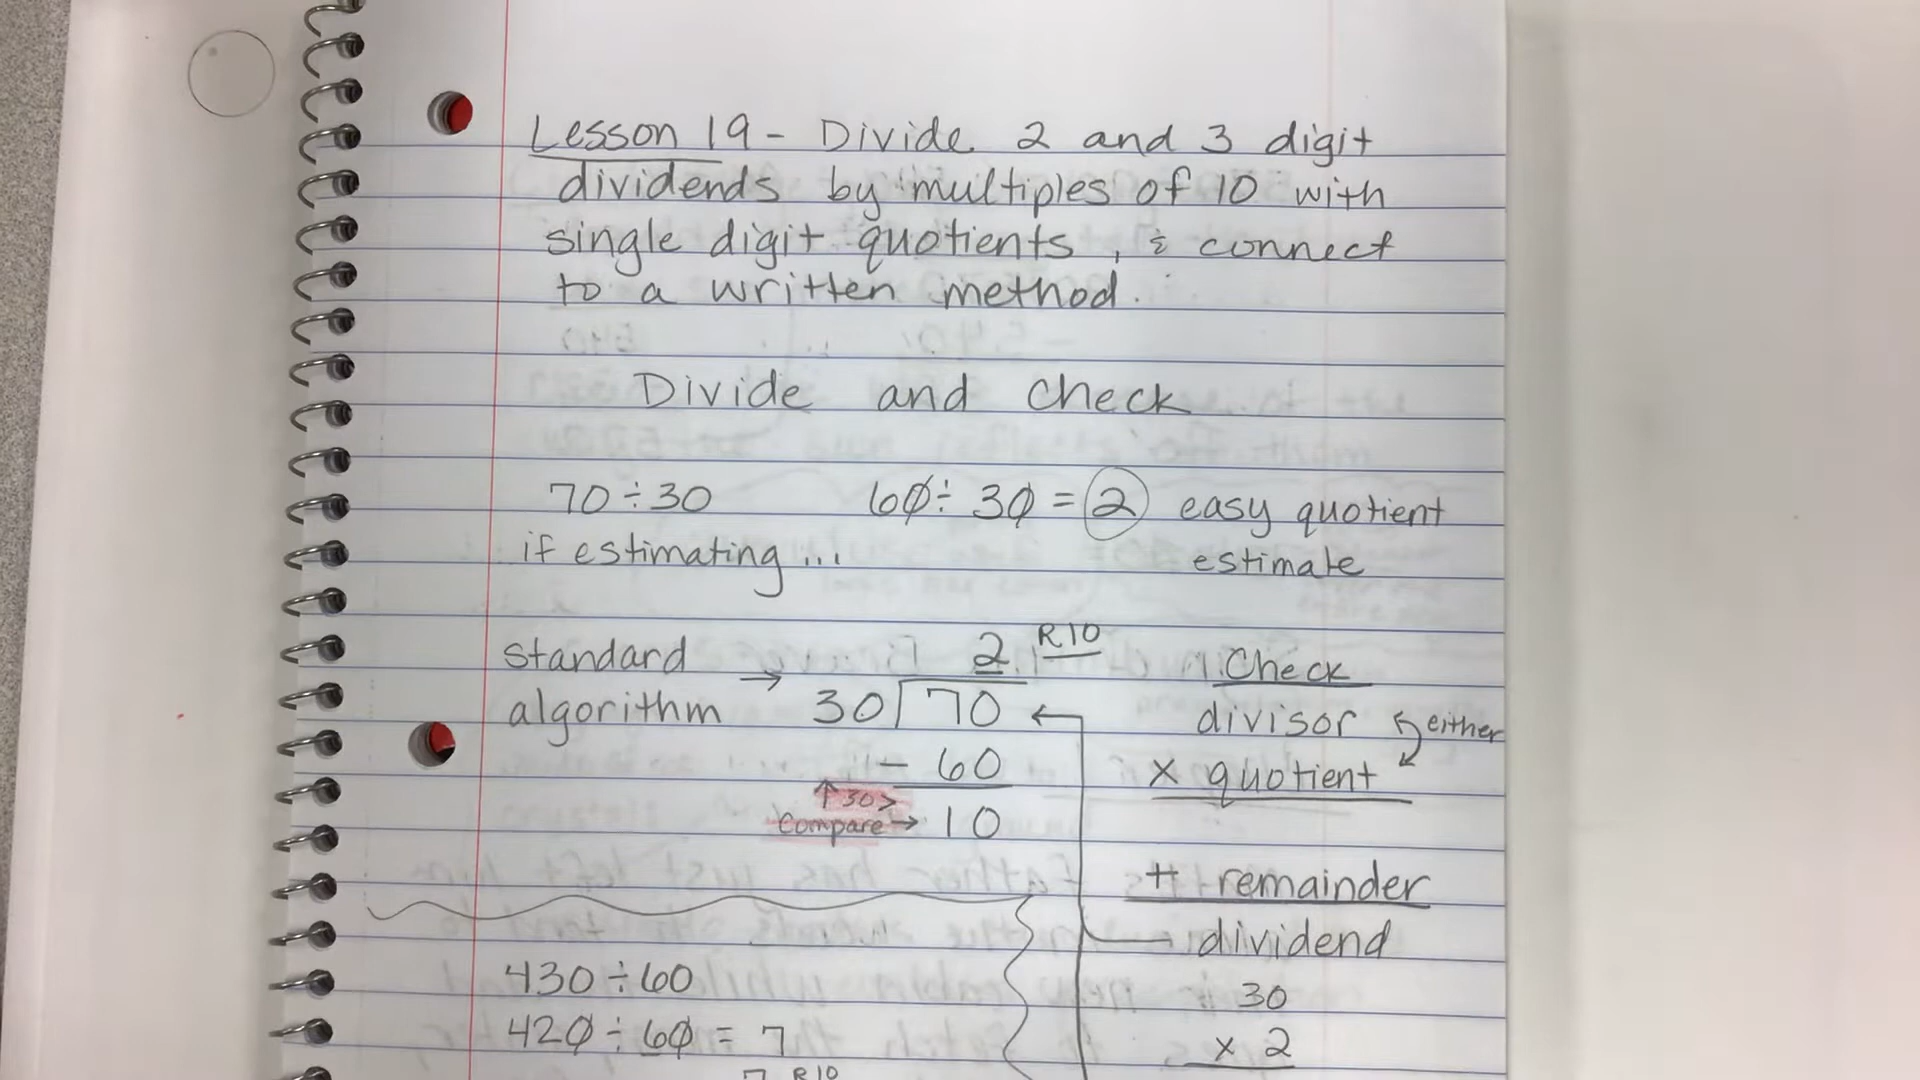 Lesson 19 - Divide 2 and 3 digit
dividends by multiples of 10 with
single digit quotients, & connect
to a written method.
Divide and check
70 ÷ 30 60 ÷ 30 = 2 easy quotient
if estimating ... estimate
standard → 2 R10
algorithm 30 70 ←
- 60
↑ 30 >
Compare → 10
Check
divisor either
x quotient
+ remainder
dividend
30
x 2
430 ÷ 60
420 ÷ 60 = 7
7 R10